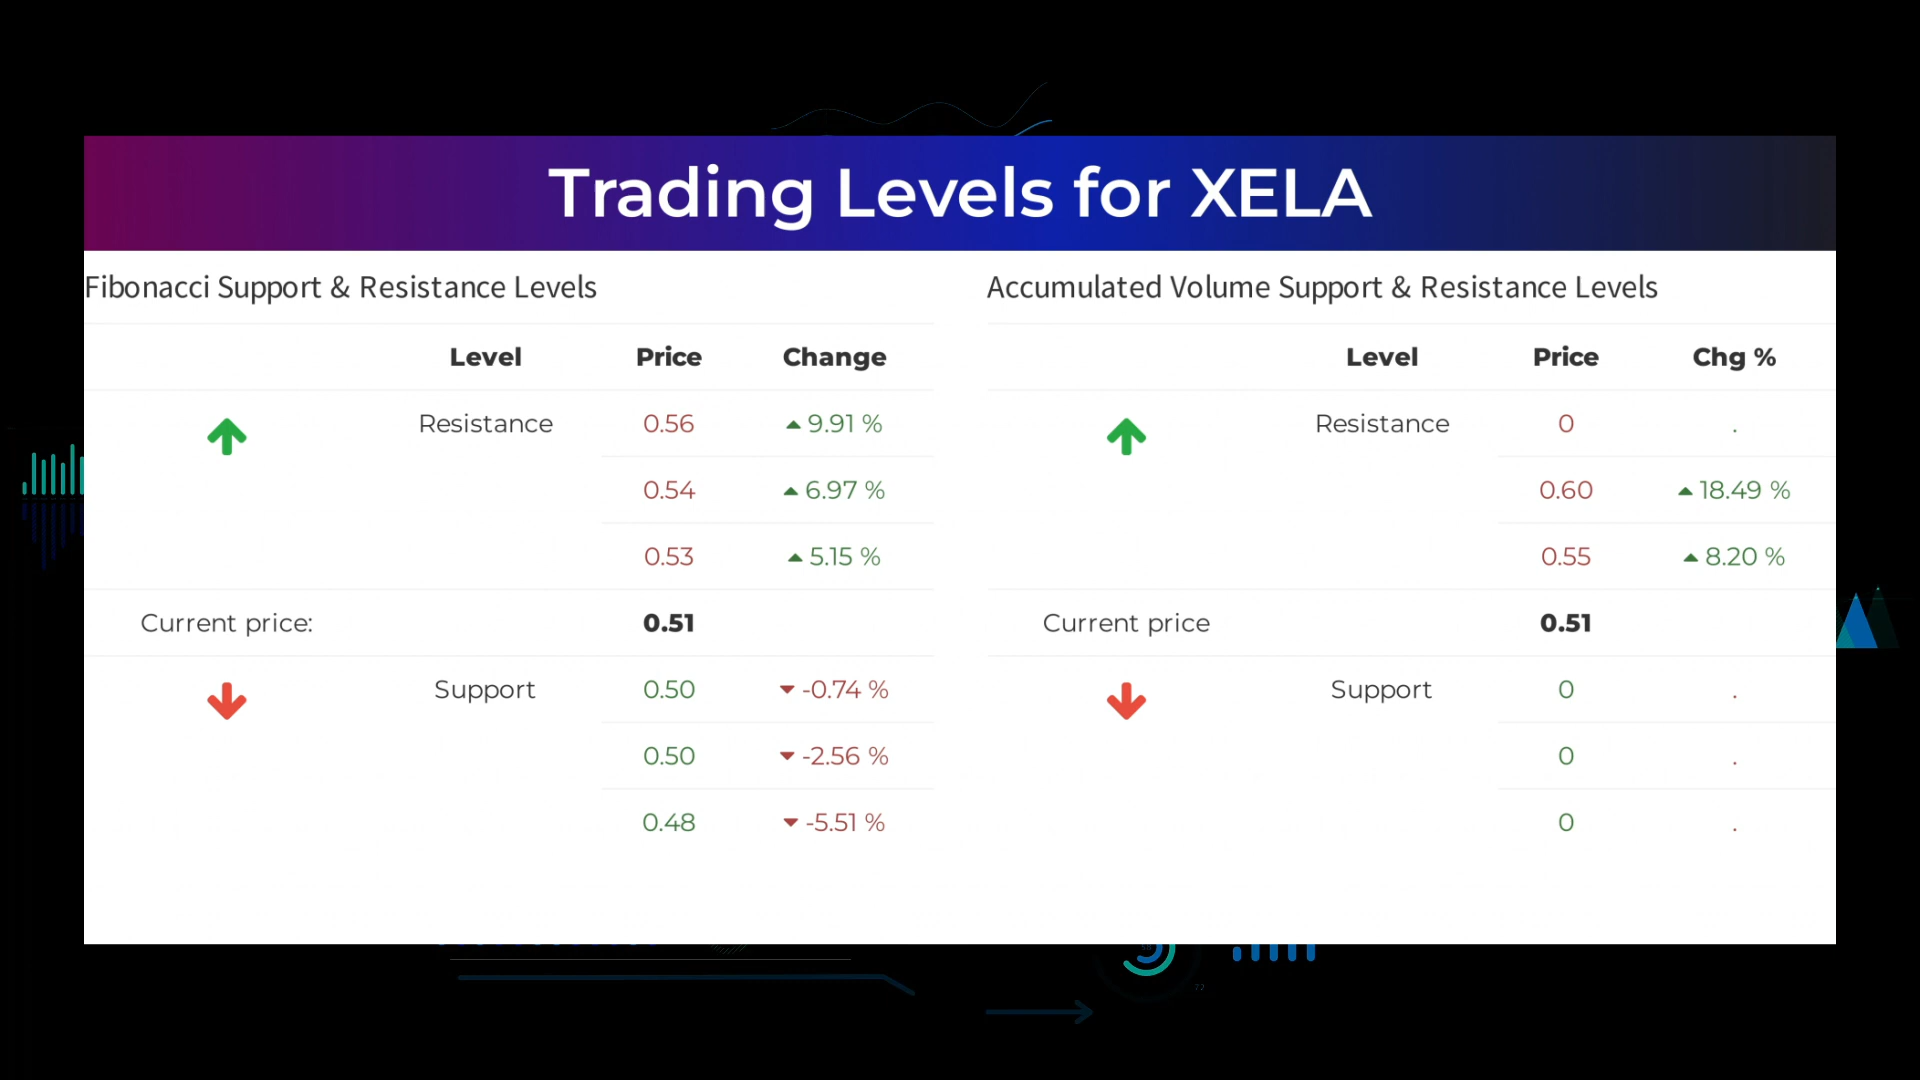 Trading Levels for XELA
Fibonacci Support & Resistance Levels
Level Price Change
Resistance 0.56 9.91 %
0.54 6.97 %
0.53 5.15 %
Current price: 0.51
Support 0.50 -0.74 %
0.50 -2.56 %
0.48 -5.51 %
Accumulated Volume Support & Resistance Levels
Level Price Chg %
Resistance 0 .
0.60 18.49 %
0.55 8.20 %
Current price 0.51
Support 0 .
0 .
0 .
72